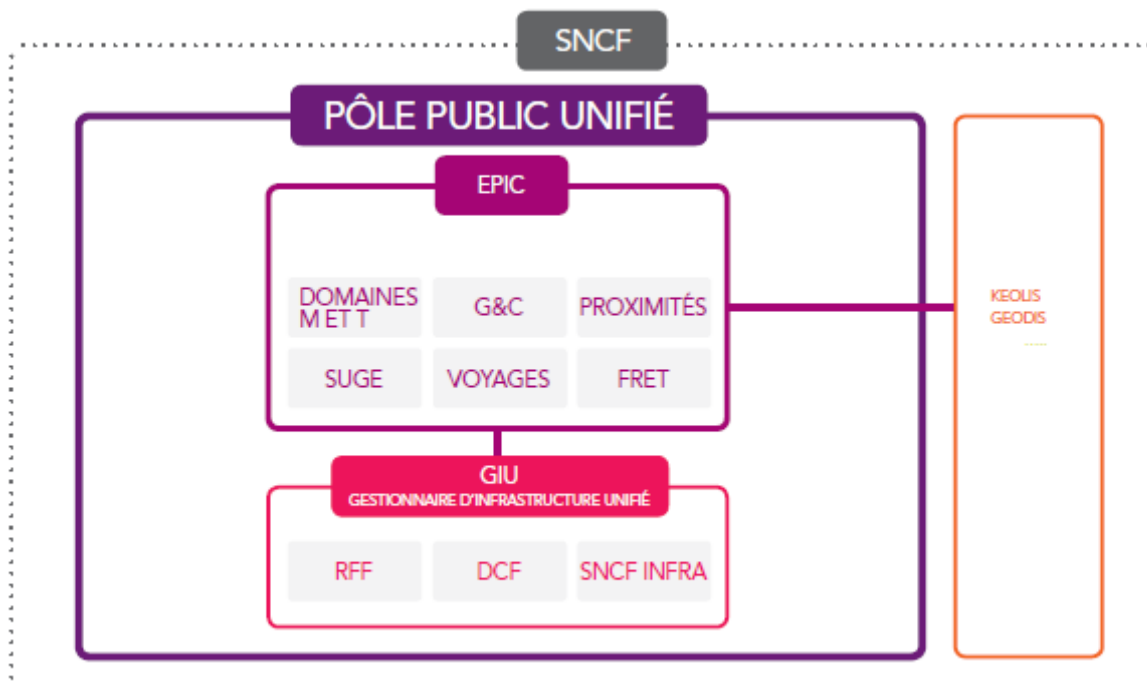 SNCF
PÔLE PUBLIC UNIFIÉ
EPIC
DOMAINES
M ET T
G&C
PROXIMITÉS
SUGE
VOYAGES
FRET
KEOLIS
GEODIS
.....
GIU
GESTIONNAIRE D'INFRASTRUCTURE UNIFIÉ
RFF
DCF
SNCF INFRA